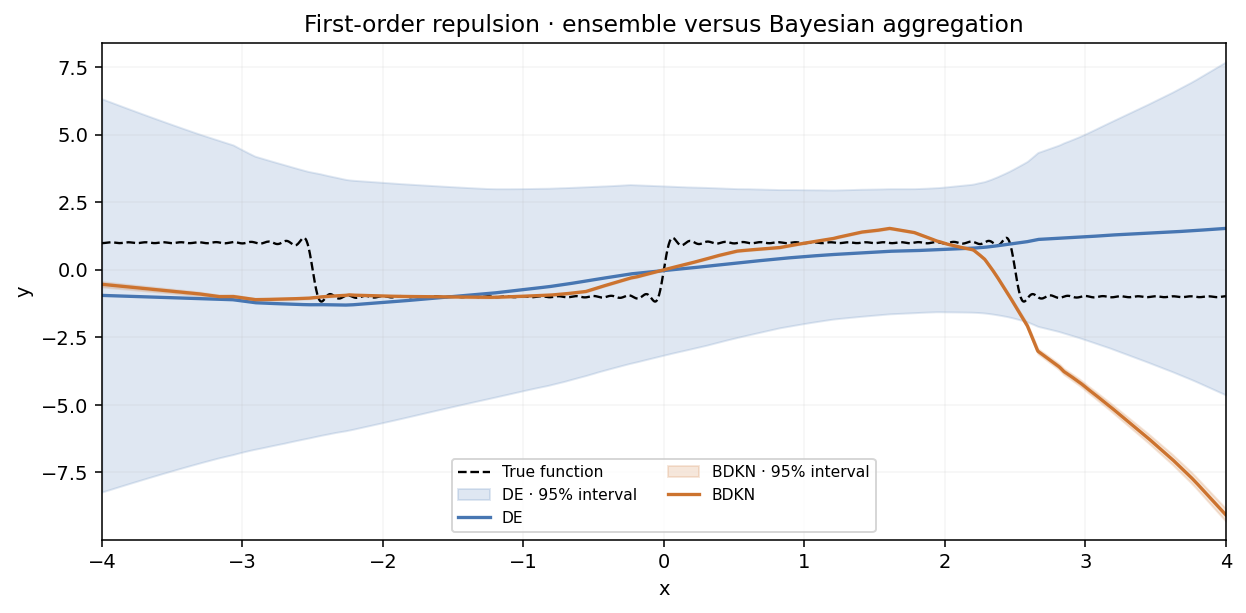 First-order repulsion · ensemble versus Bayesian aggregation
7.5
5.0
2.5
0.0
−2.5
−5.0
−7.5
y
True function
DE · 95% interval
DE
BDKN · 95% interval
BDKN
−4
−3
−2
−1
0
1
2
3
4
x